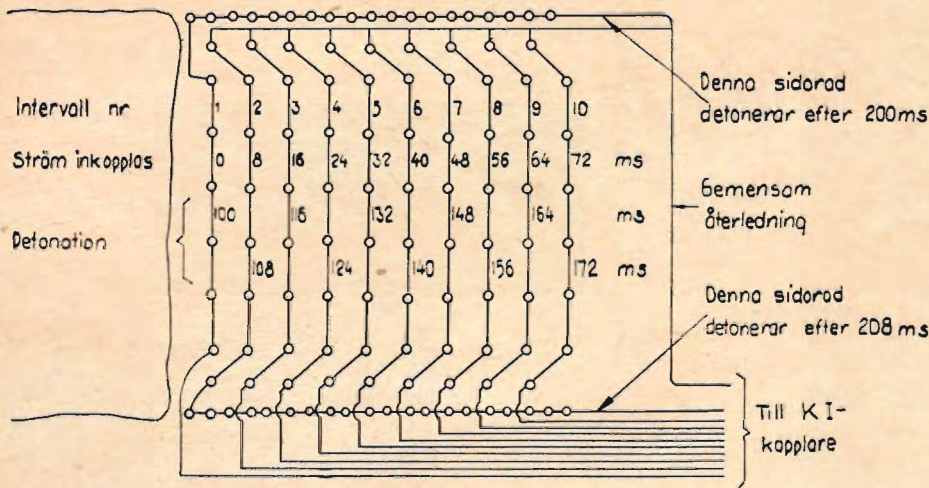 Intervall nr 1 2 3 4 5 6 7 8 9 10
Ström inkopplas 0 8 16 24 32 40 48 56 64 72 ms
Detonation
100 116 132 148 164 ms
108 124 140 156 172 ms
Denna sidorad
detonerar efter 200 ms
Gemensam
återledning
Denna sidorad
detonerar efter 208 ms
Till KI-
kopplare